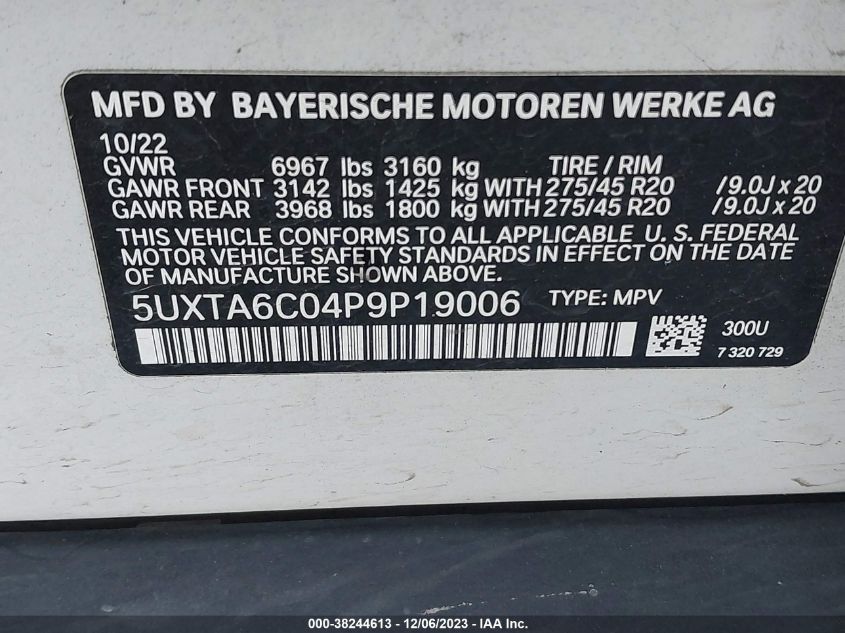 MFD BY BAYERISCHE MOTOREN WERKE AG
10/22
GVWR 6967 lbs 3160 kg TIRE / RIM
GAWR FRONT 3142 lbs 1425 kg WITH 275/45 R20 / 9.0J x 20
GAWR REAR 3968 lbs 1800 kg WITH 275/45 R20 / 9.0J x 20
THIS VEHICLE CONFORMS TO ALL APPLICABLE U. S. FEDERAL
MOTOR VEHICLE SAFETY STANDARDS IN EFFECT ON THE DATE
OF MANUFACTURE SHOWN ABOVE.
5UXTA6C04P9P19006 TYPE: MPV
300U
7 320 729
000-38244613 - 12/06/2023 - IAA Inc.